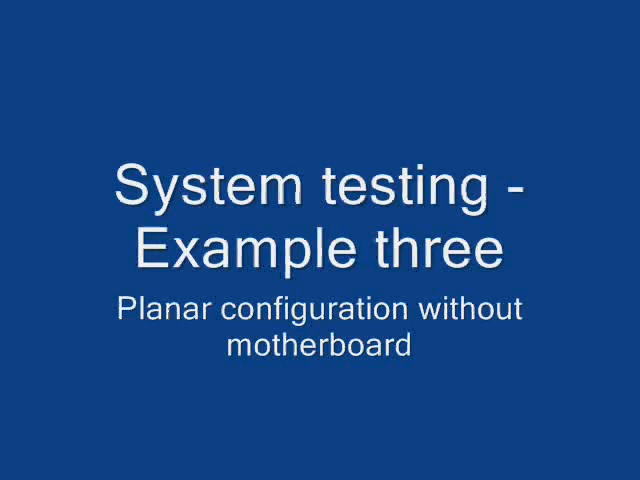 System testing -
Example three
Planar configuration without
motherboard